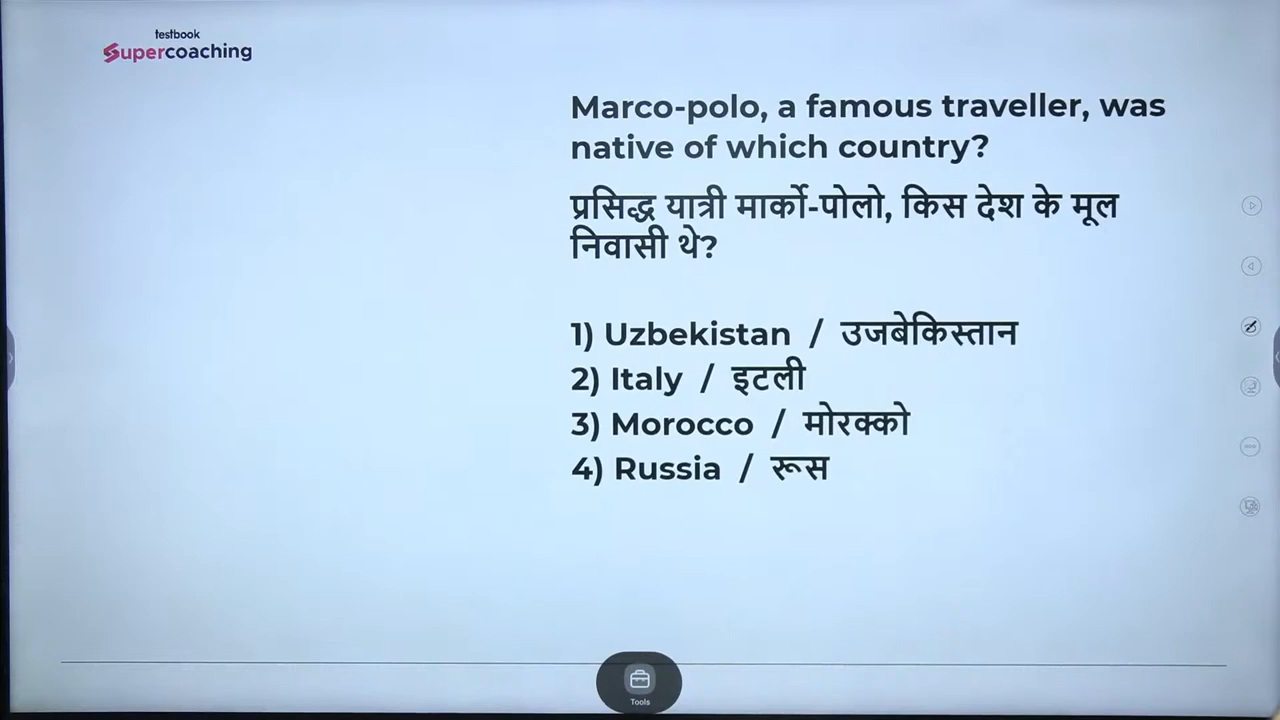 testbook
Supercoaching
Marco-polo, a famous traveller, was
native of which country?
प्रसिद्ध यात्री मार्को-पोलो, किस देश के मूल
निवासी थे?
1) Uzbekistan / उजबेकिस्तान
2) Italy / इटली
3) Morocco / मोरक्को
4) Russia / रूस
Tools